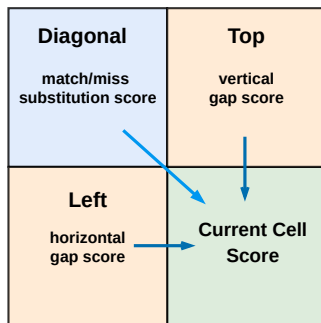 Diagonal
match/miss
substitution score
Top
vertical
gap score
Left
horizontal
gap score
Current Cell
Score